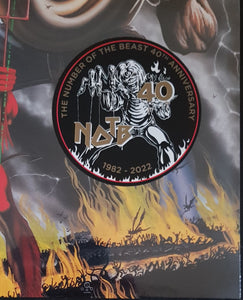 THE NUMBER OF THE BEAST 40TH ANNIVERSARY
40
NOTB
1982 - 2022